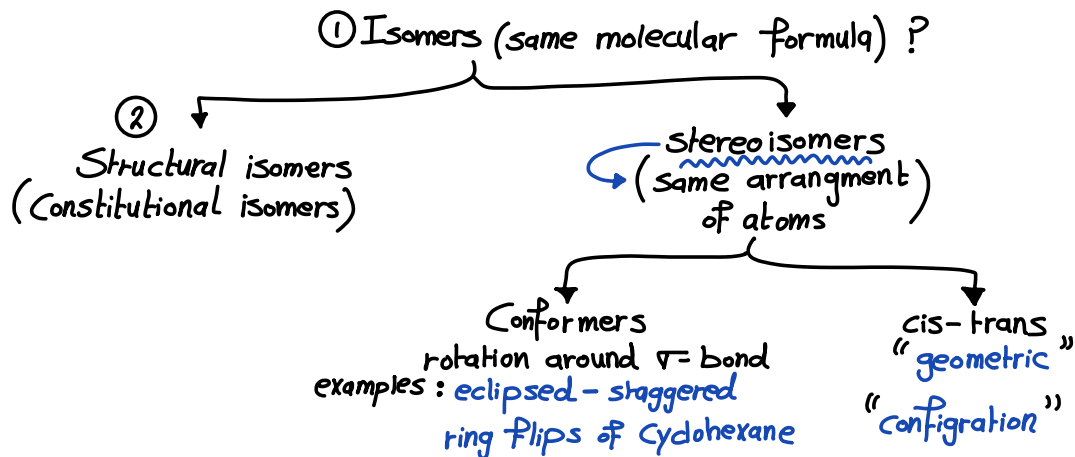 ① Isomers (same molecular formula) ?
②
Structural isomers
(Constitutional isomers)
stereoisomers
(same arrangment
of atoms)
Conformers
rotation around σ- bond
examples : eclipsed - staggered
ring flips of Cyclohexane
cis-trans
"geometric"
"configration"